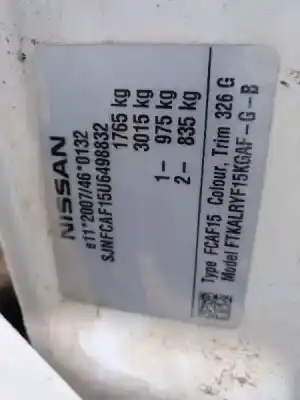 NISSAN
e11*2007/46*0132
SJNFCAF15U6498832
1765 kg
3015 kg
1- 975 kg
2- 835 kg
Type FCAF15 Colour, Trim 326 G
Model FTKALRYF15KGAF-G-B